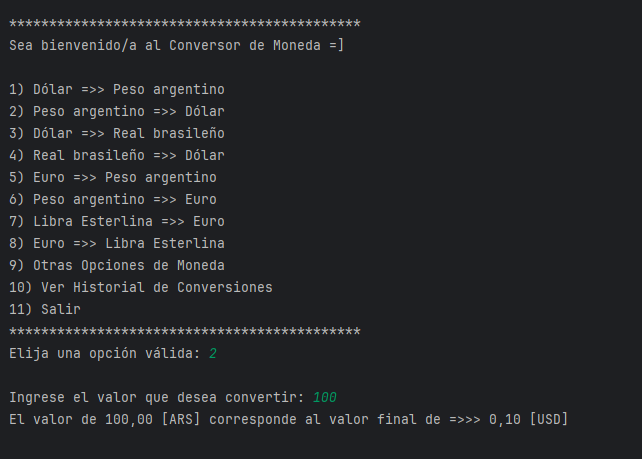 ********************************************
Sea bienvenido/a al Conversor de Moneda =]
1) Dólar =>> Peso argentino
2) Peso argentino =>> Dólar
3) Dólar =>> Real brasileño
4) Real brasileño =>> Dólar
5) Euro =>> Peso argentino
6) Peso argentino =>> Euro
7) Libra Esterlina =>> Euro
8) Euro =>> Libra Esterlina
9) Otras Opciones de Moneda
10) Ver Historial de Conversiones
11) Salir
********************************************
Elija una opción válida: 2
Ingrese el valor que desea convertir: 100
El valor de 100,00 [ARS] corresponde al valor final de =>>> 0,10 [USD]